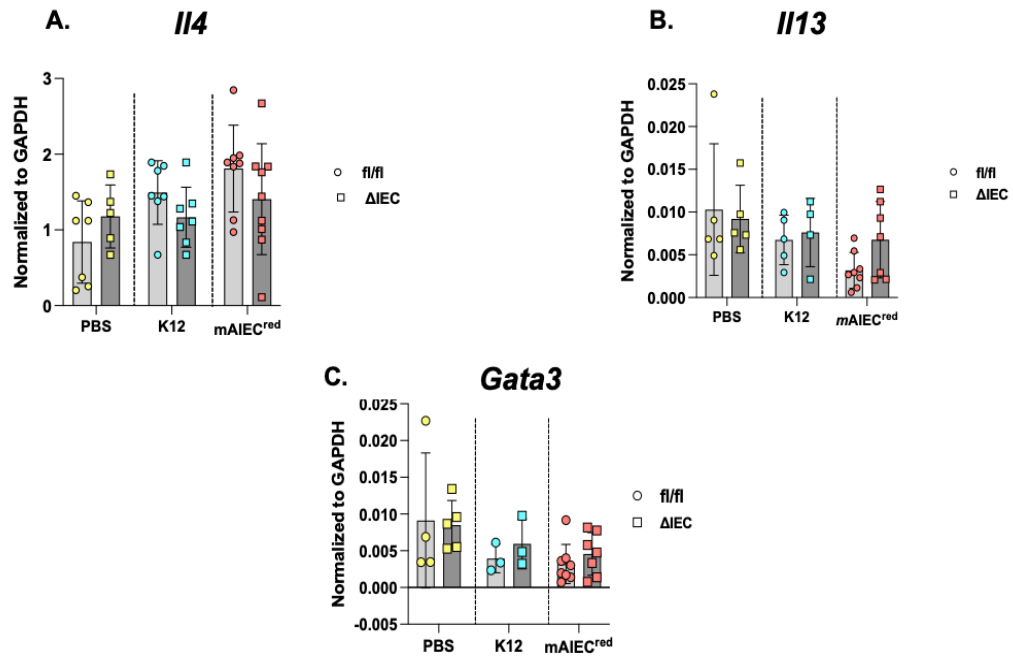 A.
Il4
Normalized to GAPDH
3
2
1
0
PBS
K12
mAIECred
fl/fl
ΔIEC
B.
Il13
Normalized to GAPDH
0.025
0.020
0.015
0.010
0.005
0.000
PBS
K12
mAIECred
fl/fl
ΔIEC
C.
Gata3
Normalized to GAPDH
0.025
0.020
0.015
0.010
0.005
0.000
-0.005
PBS
K12
mAIECred
fl/fl
ΔIEC